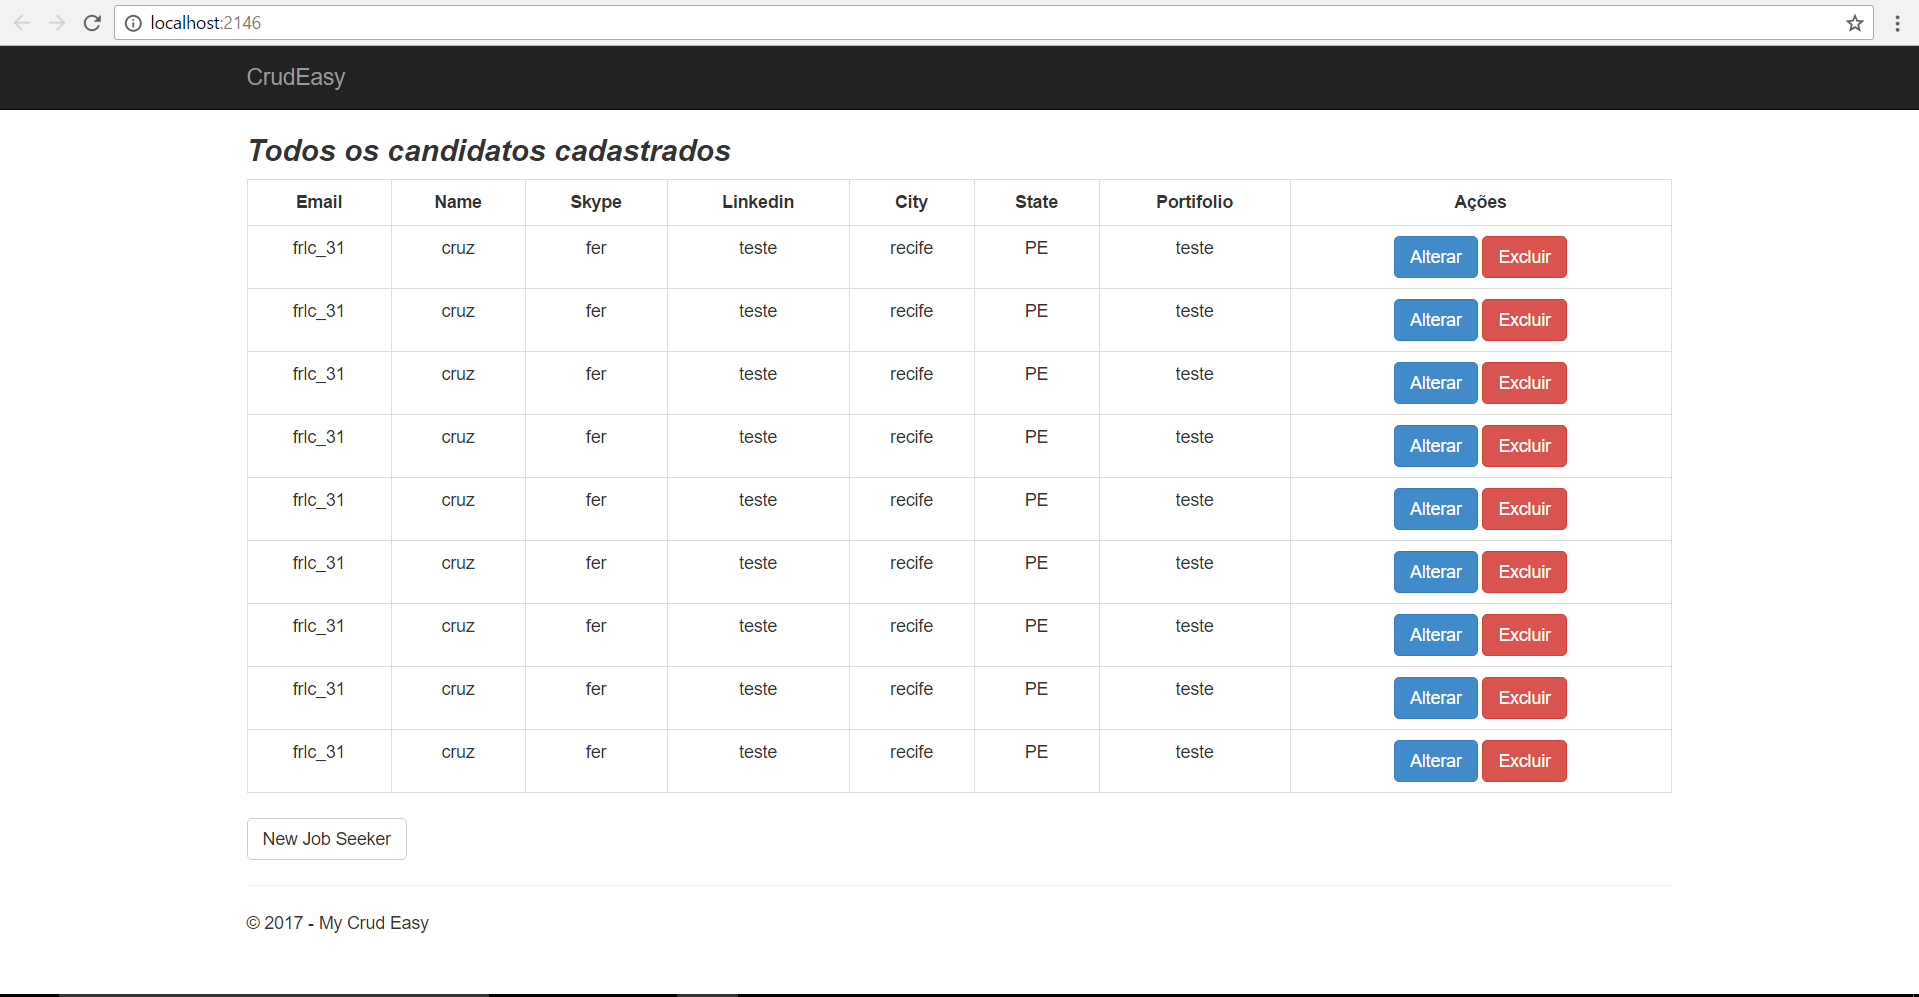 localhost:2146
CrudEasy
Todos os candidatos cadastrados
Email Name Skype Linkedin City State Portifolio Ações
frlc_31 cruz fer teste recife PE teste Alterar Excluir
frlc_31 cruz fer teste recife PE teste Alterar Excluir
frlc_31 cruz fer teste recife PE teste Alterar Excluir
frlc_31 cruz fer teste recife PE teste Alterar Excluir
frlc_31 cruz fer teste recife PE teste Alterar Excluir
frlc_31 cruz fer teste recife PE teste Alterar Excluir
frlc_31 cruz fer teste recife PE teste Alterar Excluir
frlc_31 cruz fer teste recife PE teste Alterar Excluir
frlc_31 cruz fer teste recife PE teste Alterar Excluir
New Job Seeker
© 2017 - My Crud Easy